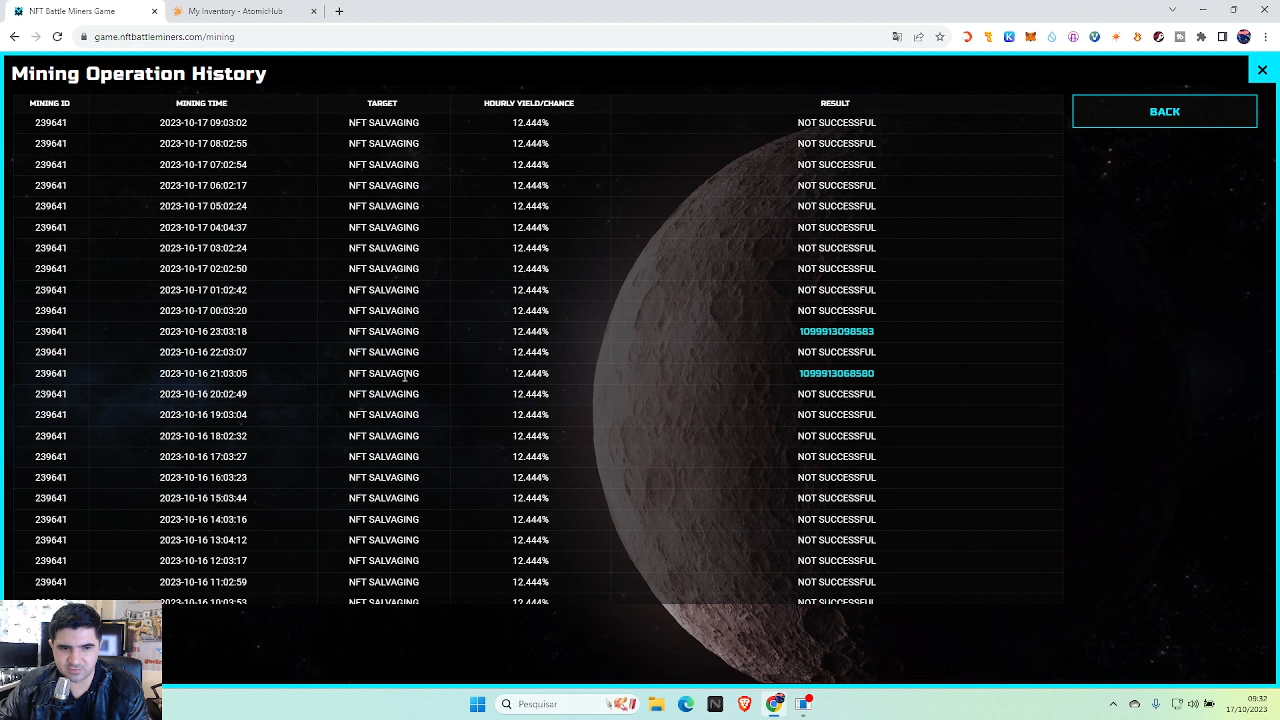 NFT Battle Miners Game
My Inventory - AtomicHub
game.nftbattleminers.com/mining
Mining Operation History
MINING ID MINING TIME TARGET HOURLY YIELD/CHANCE RESULT
BACK
239641 2023-10-17 09:03:02 NFT SALVAGING 12.444% NOT SUCCESSFUL
239641 2023-10-17 08:02:55 NFT SALVAGING 12.444% NOT SUCCESSFUL
239641 2023-10-17 07:02:54 NFT SALVAGING 12.444% NOT SUCCESSFUL
239641 2023-10-17 06:02:17 NFT SALVAGING 12.444% NOT SUCCESSFUL
239641 2023-10-17 05:02:24 NFT SALVAGING 12.444% NOT SUCCESSFUL
239641 2023-10-17 04:04:37 NFT SALVAGING 12.444% NOT SUCCESSFUL
239641 2023-10-17 03:02:24 NFT SALVAGING 12.444% NOT SUCCESSFUL
239641 2023-10-17 02:02:50 NFT SALVAGING 12.444% NOT SUCCESSFUL
239641 2023-10-17 01:02:42 NFT SALVAGING 12.444% NOT SUCCESSFUL
239641 2023-10-17 00:03:20 NFT SALVAGING 12.444% NOT SUCCESSFUL
239641 2023-10-16 23:03:18 NFT SALVAGING 12.444% 1099913098583
239641 2023-10-16 22:03:07 NFT SALVAGING 12.444% NOT SUCCESSFUL
239641 2023-10-16 21:03:05 NFT SALVAGING 12.444% 1099913068580
239641 2023-10-16 20:02:49 NFT SALVAGING 12.444% NOT SUCCESSFUL
239641 2023-10-16 19:03:04 NFT SALVAGING 12.444% NOT SUCCESSFUL
239641 2023-10-16 18:02:32 NFT SALVAGING 12.444% NOT SUCCESSFUL
239641 2023-10-16 17:03:27 NFT SALVAGING 12.444% NOT SUCCESSFUL
239641 2023-10-16 16:03:23 NFT SALVAGING 12.444% NOT SUCCESSFUL
239641 2023-10-16 15:03:44 NFT SALVAGING 12.444% NOT SUCCESSFUL
239641 2023-10-16 14:03:16 NFT SALVAGING 12.444% NOT SUCCESSFUL
239641 2023-10-16 13:04:12 NFT SALVAGING 12.444% NOT SUCCESSFUL
239641 2023-10-16 12:03:17 NFT SALVAGING 12.444% NOT SUCCESSFUL
239641 2023-10-16 11:02:59 NFT SALVAGING 12.444% NOT SUCCESSFUL
239641 2023-10-16 10:03:53 NFT SALVAGING 12.444% NOT SUCCESSFUL
Pesquisar
09:32
17/10/2023